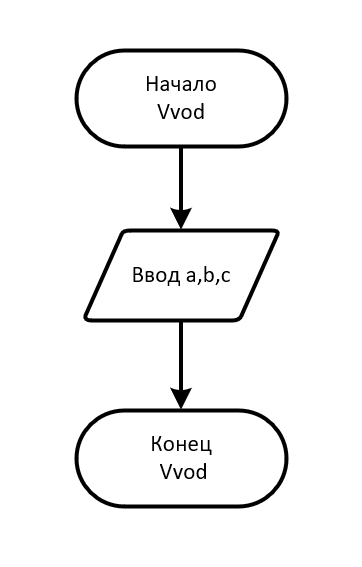 Начало
Vvod
Ввод a,b,c
Конец
Vvod